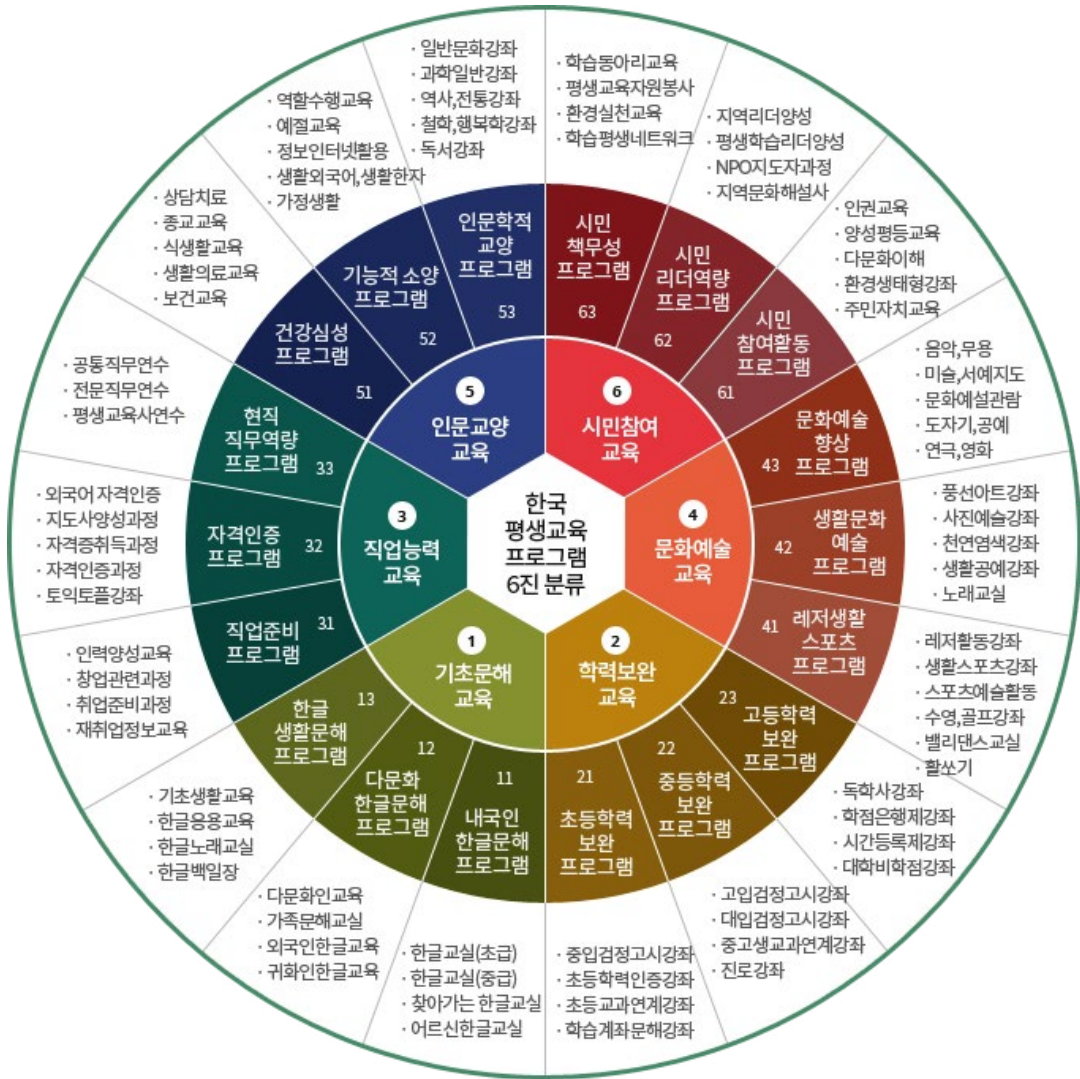 한국
평생교육
프로그램
6진 분류
1
기초문해
교육
11
내국인
한글문해
프로그램
· 한글교실(초급)
· 한글교실(중급)
· 찾아가는 한글교실
· 어르신한글교실
12
다문화
한글문해
프로그램
· 다문화인교육
· 가족문해교실
· 외국인한글교육
· 귀화인한글교육
13
한글
생활문해
프로그램
· 기초생활교육
· 한글응용교육
· 한글노래교실
· 한글백일장
2
학력보완
교육
21
초등학력
보완
프로그램
· 중입검정고시강좌
· 초등학력인증강좌
· 초등교과연계강좌
· 학습계좌문해강좌
22
중등학력
보완
프로그램
· 고입검정고시강좌
· 대입검정고시강좌
· 중고생교과연계강좌
· 진로강좌
23
고등학력
보완
프로그램
· 독학사강좌
· 학점은행제강좌
· 시간등록제강좌
· 대학비학점강좌
3
직업능력
교육
31
직업준비
프로그램
· 인력양성교육
· 창업관련과정
· 취업준비과정
· 재취업정보교육
32
자격인증
프로그램
· 외국어 자격인증
· 지도사양성과정
· 자격증취득과정
· 자격인증과정
· 토익토플강좌
33
현직
직무역량
프로그램
· 공통직무연수
· 전문직무연수
· 평생교육사연수
4
문화예술
교육
41
레저생활
스포츠
프로그램
· 레저활동강좌
· 생활스포츠강좌
· 스포츠예슬활동
· 수영,골프강좌
· 밸리댄스교실
· 활쏘기
42
생활문화
예술
프로그램
· 풍선아트강좌
· 사진예슬강좌
· 천연염색강좌
· 생활공예강좌
· 노래교실
43
문화예술
향상
프로그램
· 음악,무용
· 미슬,서예지도
· 문화예설관람
· 도자기,공예
· 연극,영화
5
인문교양
교육
51
건강심성
프로그램
· 상담치료
· 종교교육
· 식생활교육
· 생활의료교육
· 보건교육
52
기능적 소양
프로그램
· 역할수행교육
· 예절교육
· 정보인터넷활용
· 생활외국어,생활한자
· 가정생활
53
인문학적
교양
프로그램
· 일반문화강좌
· 과학일반강좌
· 역사,전통강좌
· 철학,행복학강좌
· 독서강좌
6
시민참여
교육
61
시민
참여활동
프로그램
· 인권교육
· 양성평등교육
· 다문화이해
· 환경생태형강좌
· 주민자치교육
62
시민
리더역량
프로그램
· 지역리더양성
· 평생학습리더양성
· NPO지도자과정
· 지역문화해설사
63
시민
책무성
프로그램
· 학습동아리교육
· 평생교육자원봉사
· 환경실천교육
· 학습평생네트워크